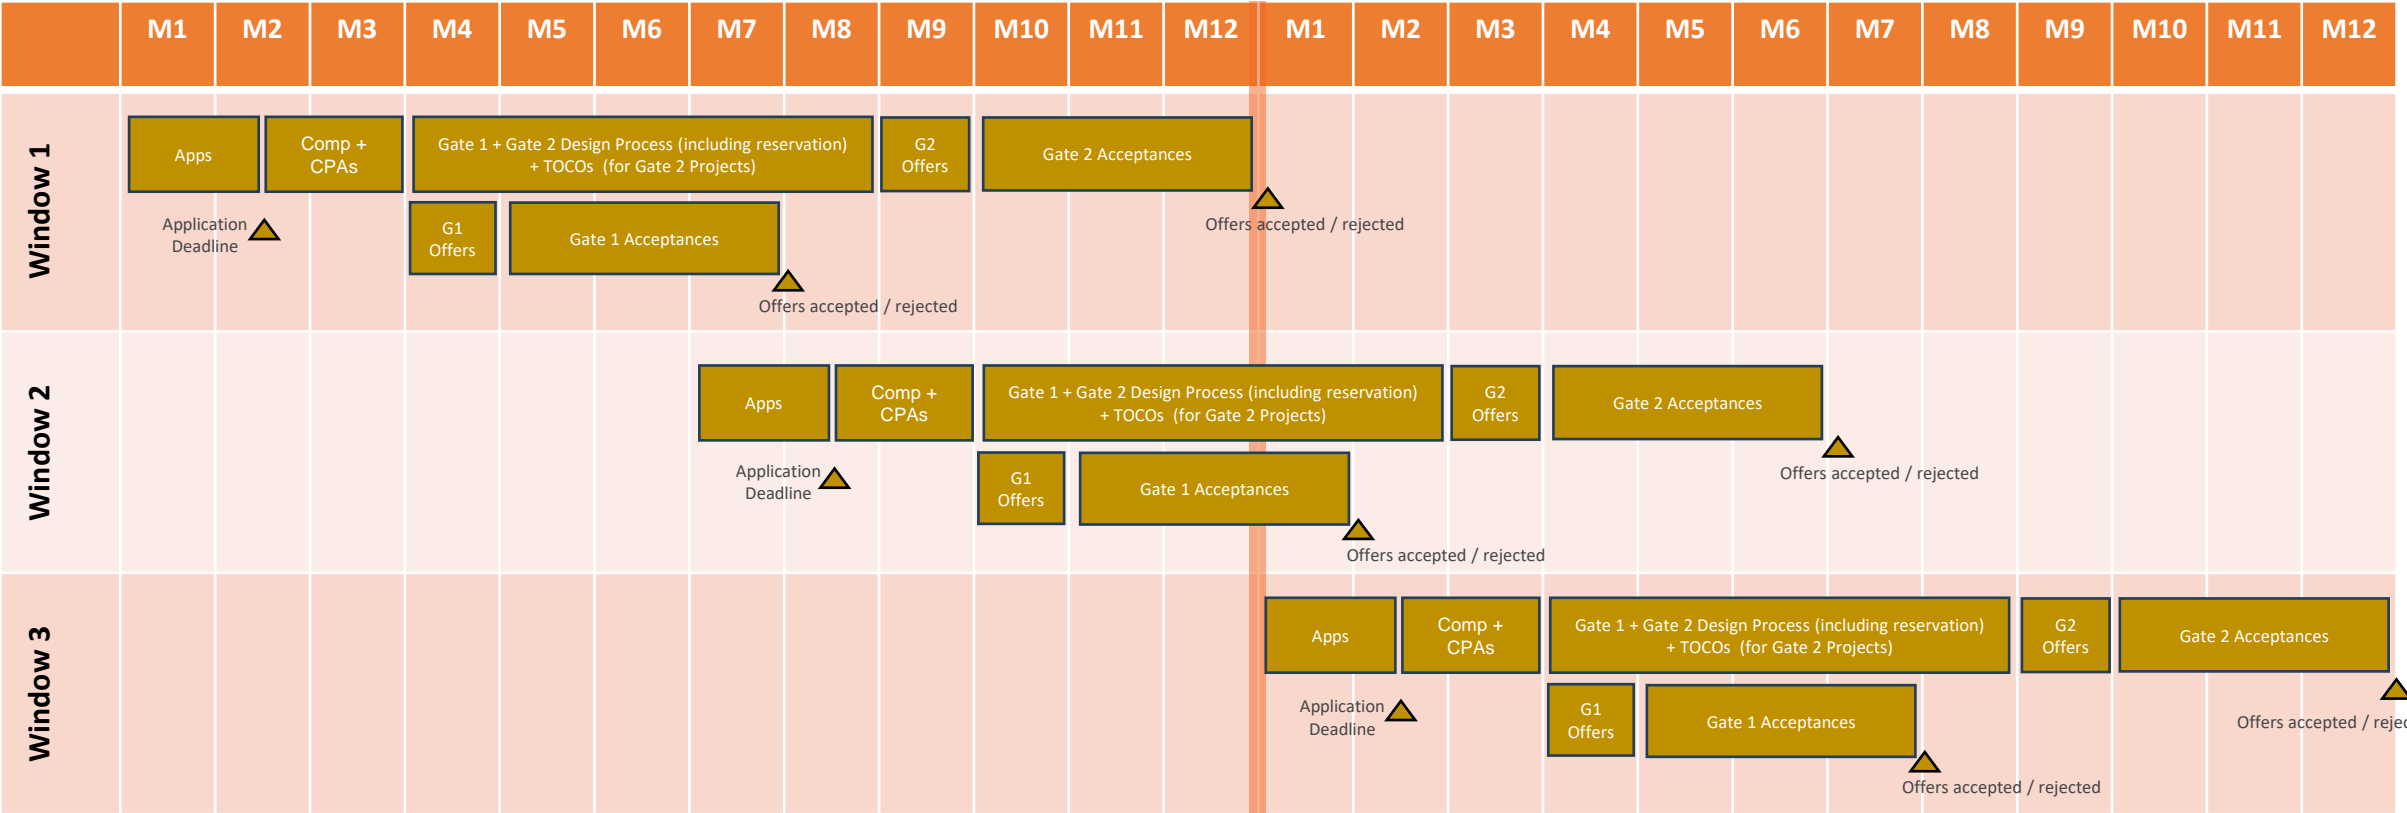 M1 M2 M3 M4 M5 M6 M7 M8 M9 M10 M11 M12 M1 M2 M3 M4 M5 M6 M7 M8 M9 M10 M11 M12
Window 1
Apps
Comp +
CPAs
Gate 1 + Gate 2 Design Process (including reservation)
+ TOCOs (for Gate 2 Projects)
G2
Offers
Gate 2 Acceptances
Offers accepted / rejected
Application
Deadline
G1
Offers
Gate 1 Acceptances
Offers accepted / rejected
Window 2
Apps
Comp +
CPAs
Gate 1 + Gate 2 Design Process (including reservation)
+ TOCOs (for Gate 2 Projects)
G2
Offers
Gate 2 Acceptances
Offers accepted / rejected
Application
Deadline
G1
Offers
Gate 1 Acceptances
Offers accepted / rejected
Window 3
Apps
Comp +
CPAs
Gate 1 + Gate 2 Design Process (including reservation)
+ TOCOs (for Gate 2 Projects)
G2
Offers
Gate 2 Acceptances
Offers accepted /
Application
Deadline
G1
Offers
Gate 1 Acceptances
Offers accepted / rejected